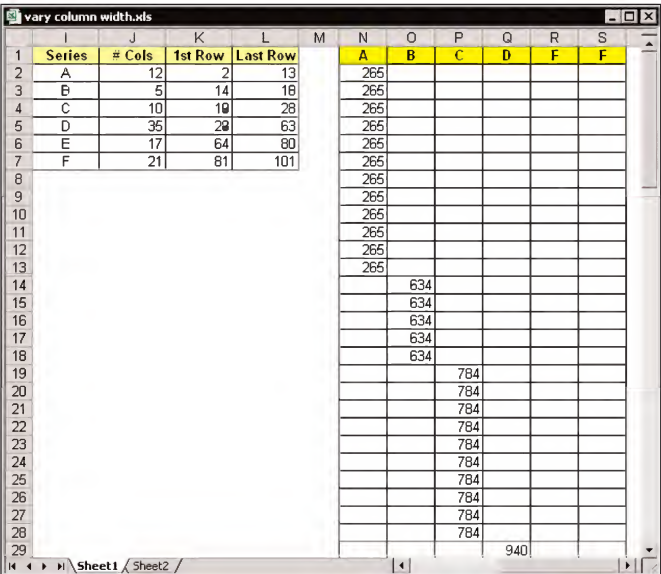 vary column width.xls
I J K L M N O P Q R S
1 Series # Cols 1st Row Last Row A B C D F F
2 A 12 2 13 265
3 B 5 14 18 265
4 C 10 19 28 265
5 D 35 29 63 265
6 E 17 64 80 265
7 F 21 81 101 265
8 265
9 265
10 265
11 265
12 265
13 265
14 634
15 634
16 634
17 634
18 634
19 784
20 784
21 784
22 784
23 784
24 784
25 784
26 784
27 784
28 784
29 940
Sheet1 Sheet2